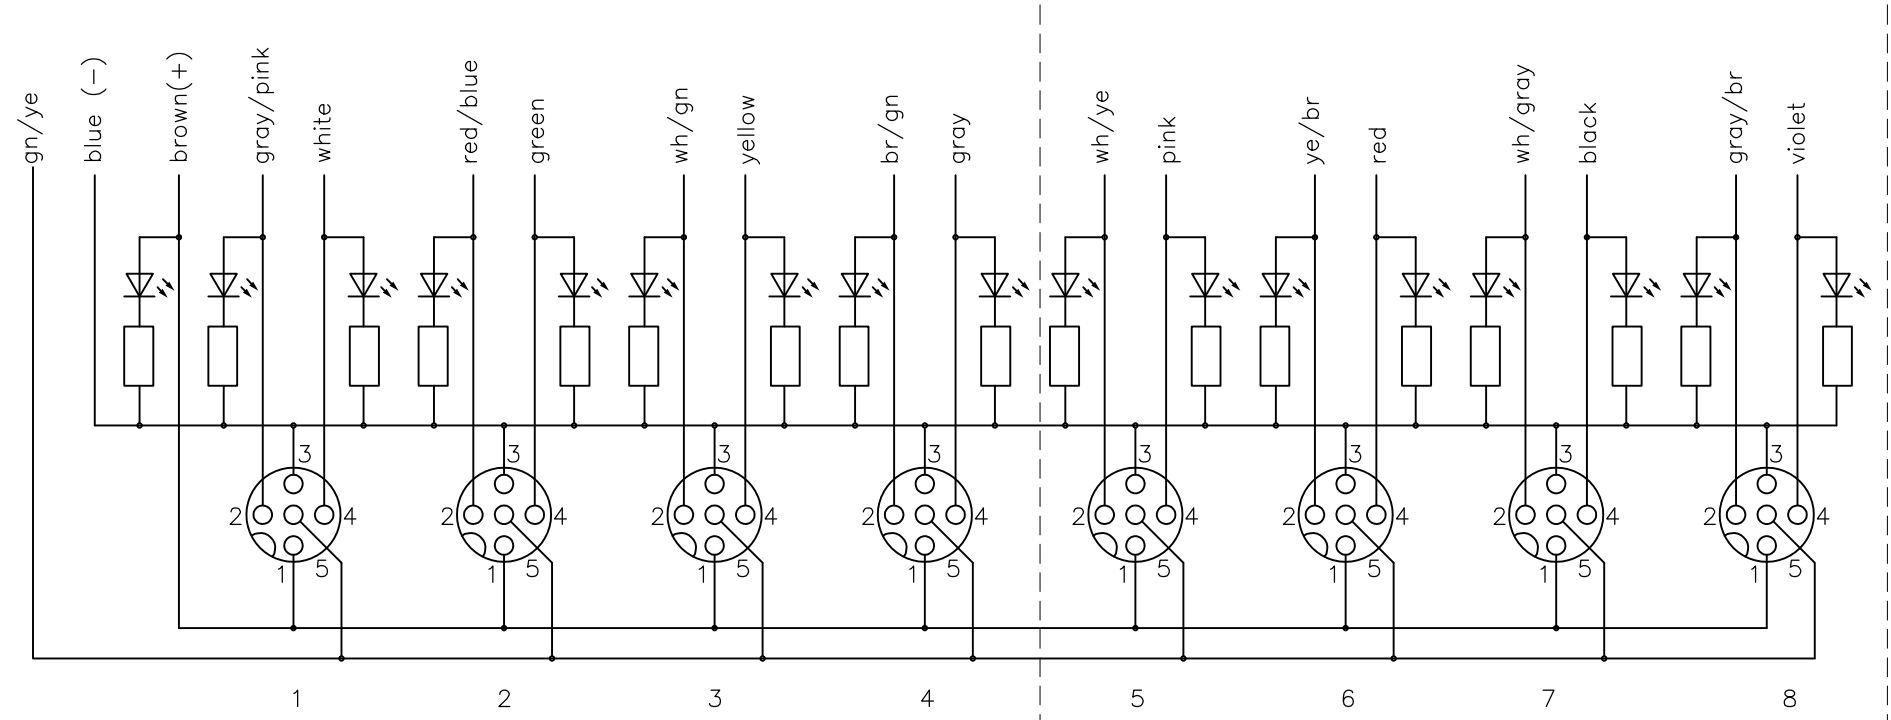 gn/ye
blue (−)
brown(+)
gray/pink
white
red/blue
green
wh/gn
yellow
br/gn
gray
wh/ye
pink
ye/br
red
wh/gray
black
gray/br
violet
3 3 3 3 3 3 3 3
2 4 2 4 2 4 2 4 2 4 2 4 2 4 2 4
1 5 1 5 1 5 1 5 1 5 1 5 1 5 1 5
1 2 3 4 5 6 7 8